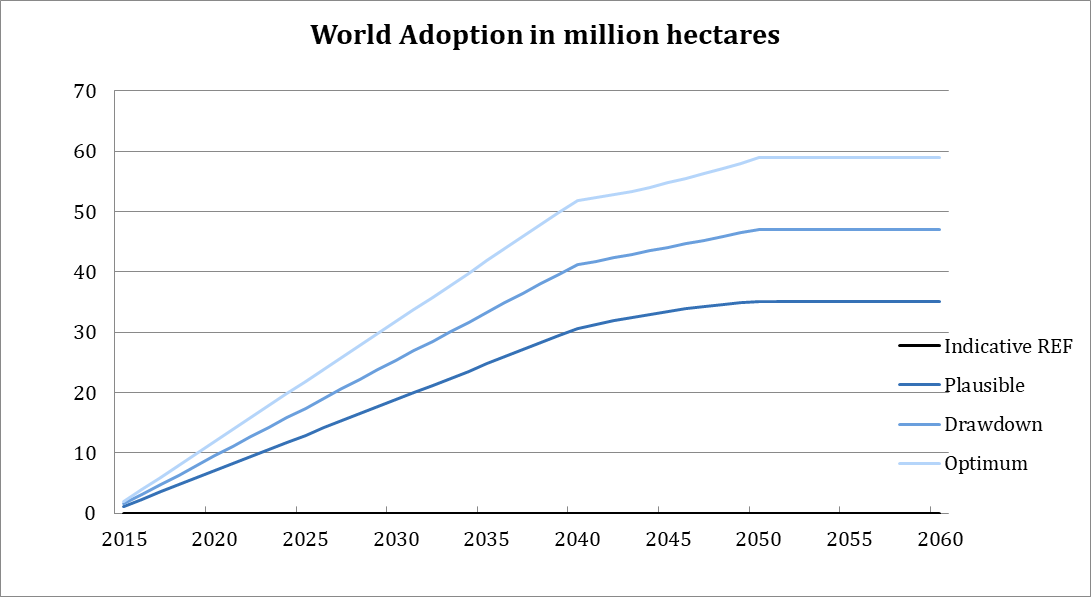 World Adoption in million hectares
70
60
50
40
30
20
10
0
2015 2020 2025 2030 2035 2040 2045 2050 2055 2060
Indicative REF
Plausible
Drawdown
Optimum